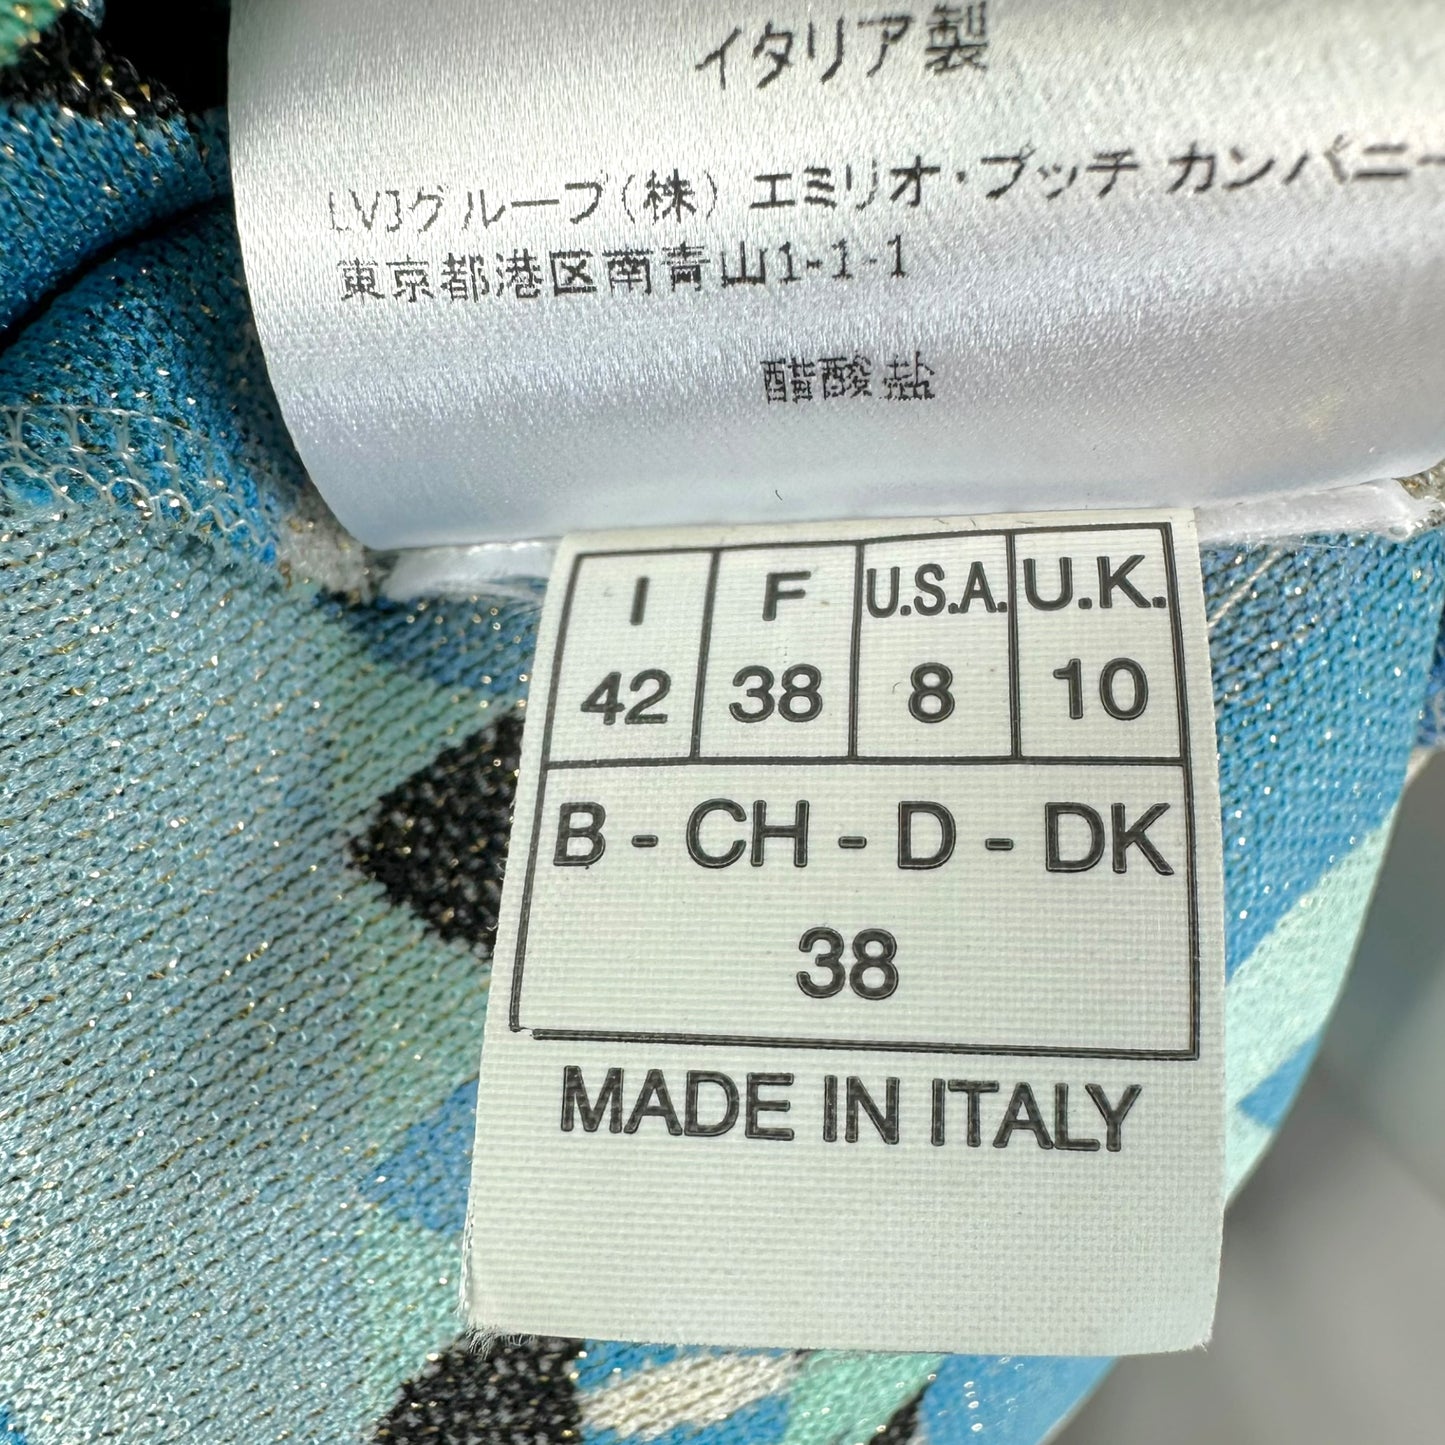 イタリア製
LVJグループ(株) エミリオ・プッチ カンパニー
東京都港区南青山1-1-1
酢酸 盐
I F U.S.A. U.K.
42 38 8 10
B - CH - D - DK
38
MADE IN ITALY